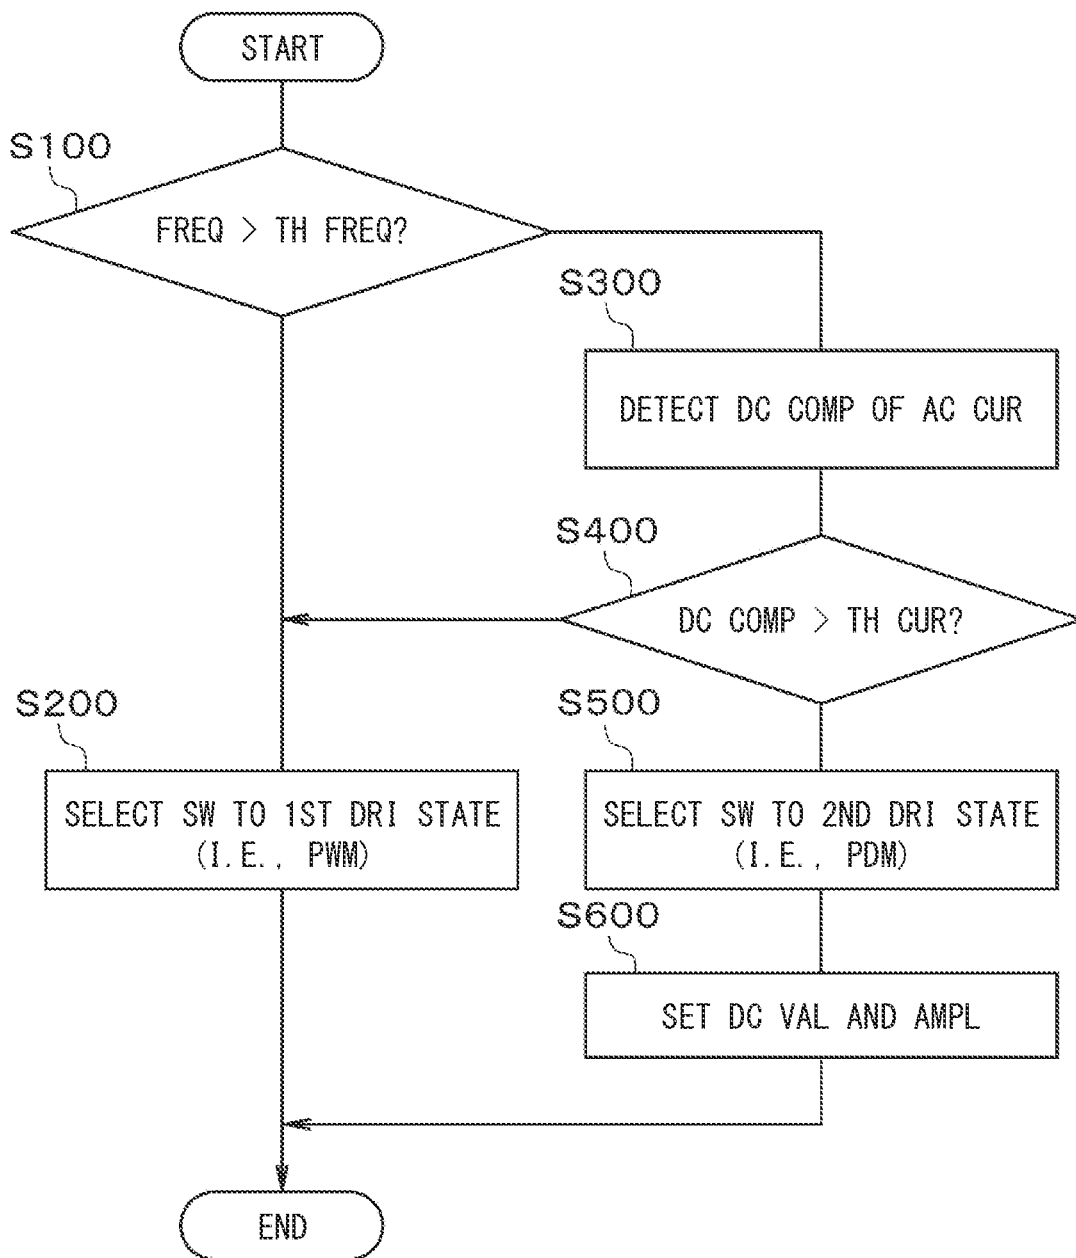 START
S100
FREQ > TH FREQ?
S300
DETECT DC COMP OF AC CUR
S400
DC COMP > TH CUR?
S200
SELECT SW TO 1ST DRI STATE
(I.E., PWM)
S500
SELECT SW TO 2ND DRI STATE
(I.E., PDM)
S600
SET DC VAL AND AMPL
END